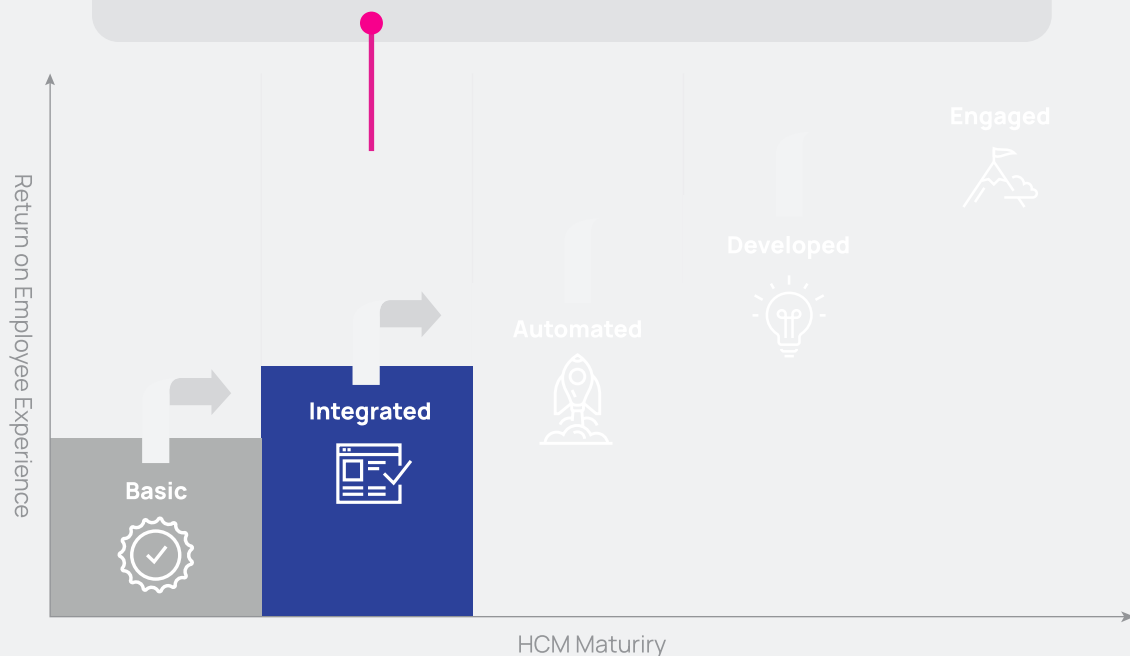 Engaged
Developed
Automated
Integrated
Basic
Return on Employee Experience
HCM Maturiry